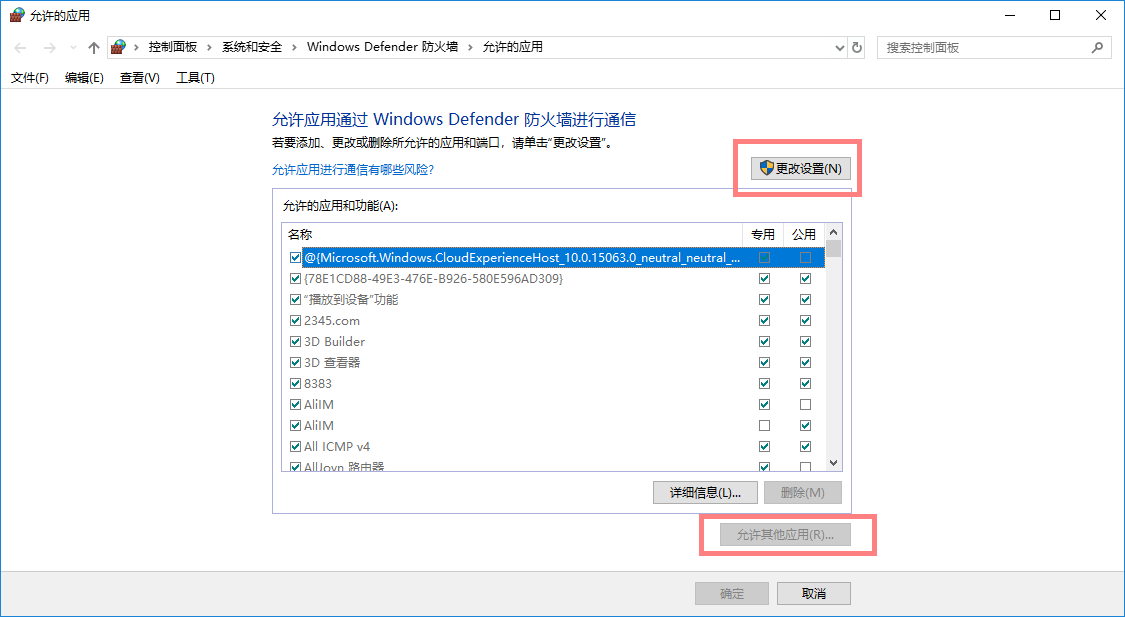 允许的应用
控制面板 > 系统和安全 > Windows Defender 防火墙 > 允许的应用
搜索控制面板
文件(F) 编辑(E) 查看(V) 工具(T)
允许应用通过 Windows Defender 防火墙进行通信
若要添加、更改或删除所允许的应用和端口，请单击“更改设置”。
允许应用进行通信有哪些风险?
更改设置(N)
允许的应用和功能(A):
名称 专用 公用
@{Microsoft.Windows.CloudExperienceHost_10.0.15063.0_neutral_neutral_...
{78E1CD88-49E3-476E-B926-580E596AD309}
“播放到设备”功能
2345.com
3D Builder
3D 查看器
8383
AliIM
AliIM
All ICMP v4
AllJoyn 路由器
详细信息(L)... 删除(M)
允许其他应用(R)...
确定 取消